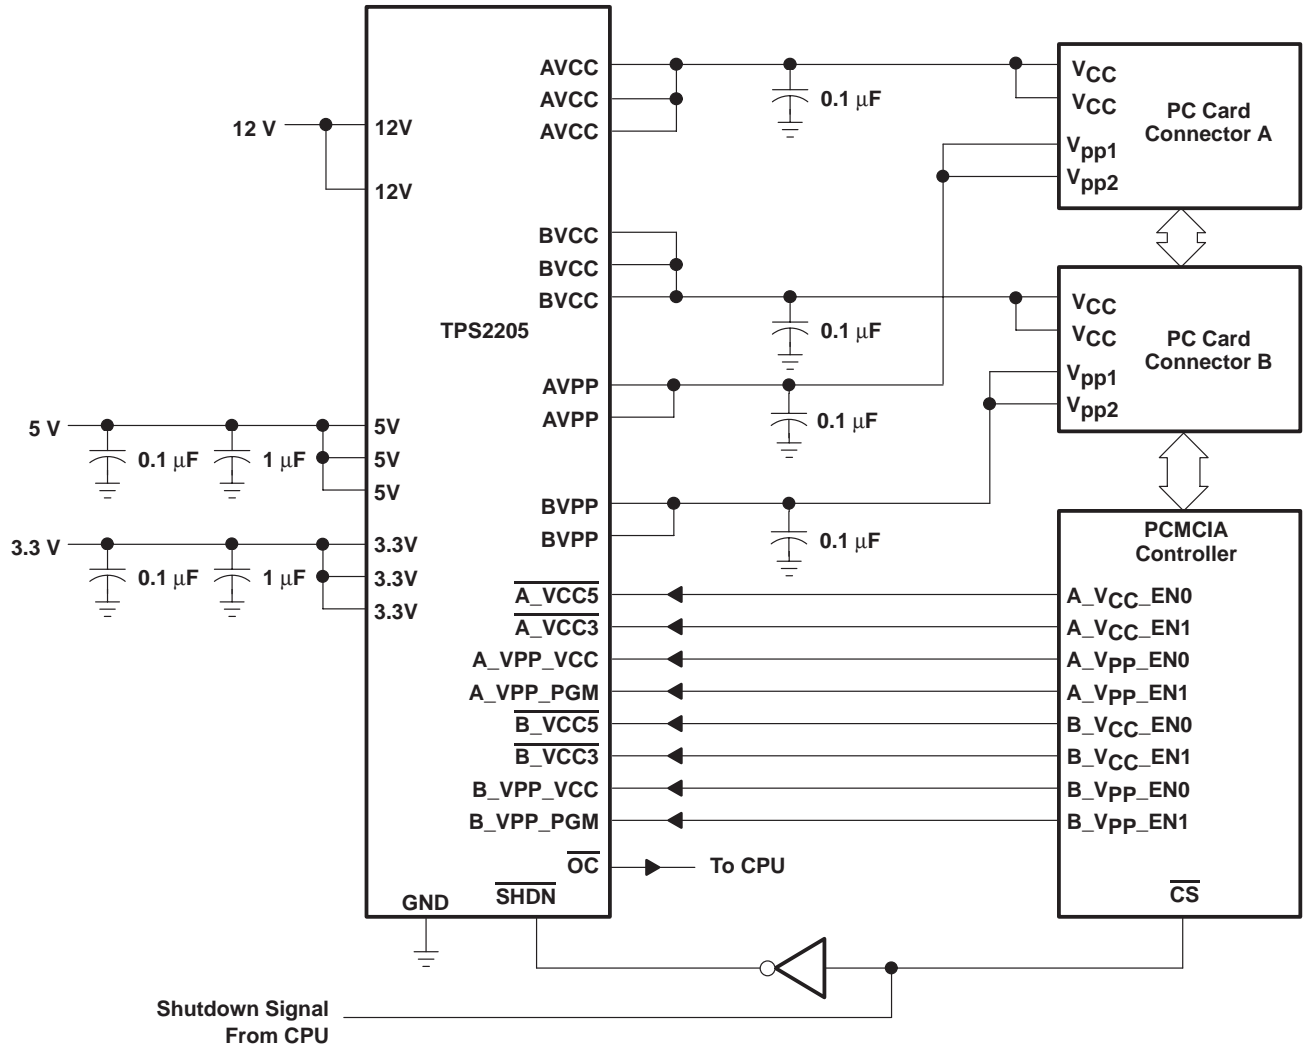 AVCC
AVCC
AVCC
0.1 μF
VCC
VCC
Vpp1
Vpp2
PC Card
Connector A
12 V
12V
12V
BVCC
BVCC
BVCC
TPS2205
0.1 μF
VCC
VCC
Vpp1
Vpp2
PC Card
Connector B
AVPP
AVPP
0.1 μF
5 V
0.1 μF
1 μF
5V
5V
5V
BVPP
BVPP
0.1 μF
3.3 V
0.1 μF
1 μF
3.3V
3.3V
3.3V
PCMCIA
Controller
A_VCC5
A_VCC3
A_VPP_VCC
A_VPP_PGM
B_VCC5
B_VCC3
B_VPP_VCC
B_VPP_PGM
A_VCC_EN0
A_VCC_EN1
A_VPP_EN0
A_VPP_EN1
B_VCC_EN0
B_VCC_EN1
B_VPP_EN0
B_VPP_EN1
OC
To CPU
GND
SHDN
CS
Shutdown Signal
From CPU